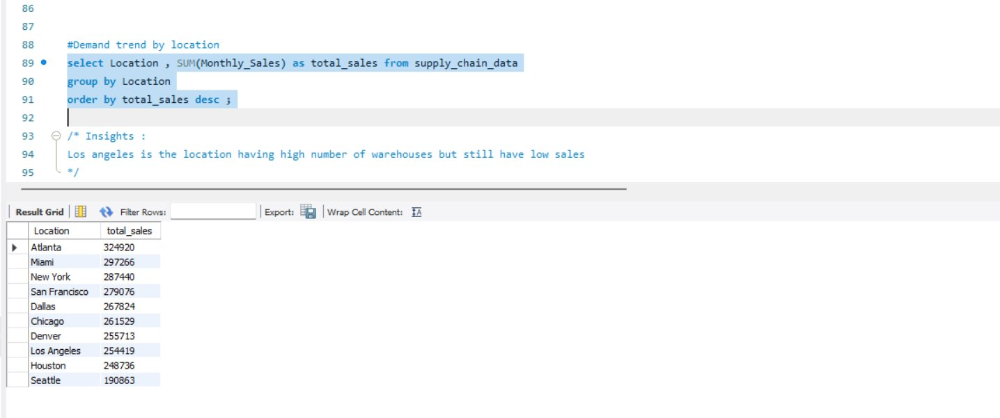 86
87
88 #Demand trend by location
89 select Location , SUM(Monthly_Sales) as total_sales from supply_chain_data
90 group by Location
91 order by total_sales desc ;
92
93 /* Insights :
94 Los angeles is the location having high number of warehouses but still have low sales
95 */
Result Grid Filter Rows: Export: Wrap Cell Content: IA
Location total_sales
Atlanta 324920
Miami 297266
New York 287440
San Francisco 279076
Dallas 267824
Chicago 261529
Denver 255713
Los Angeles 254419
Houston 248736
Seattle 190863